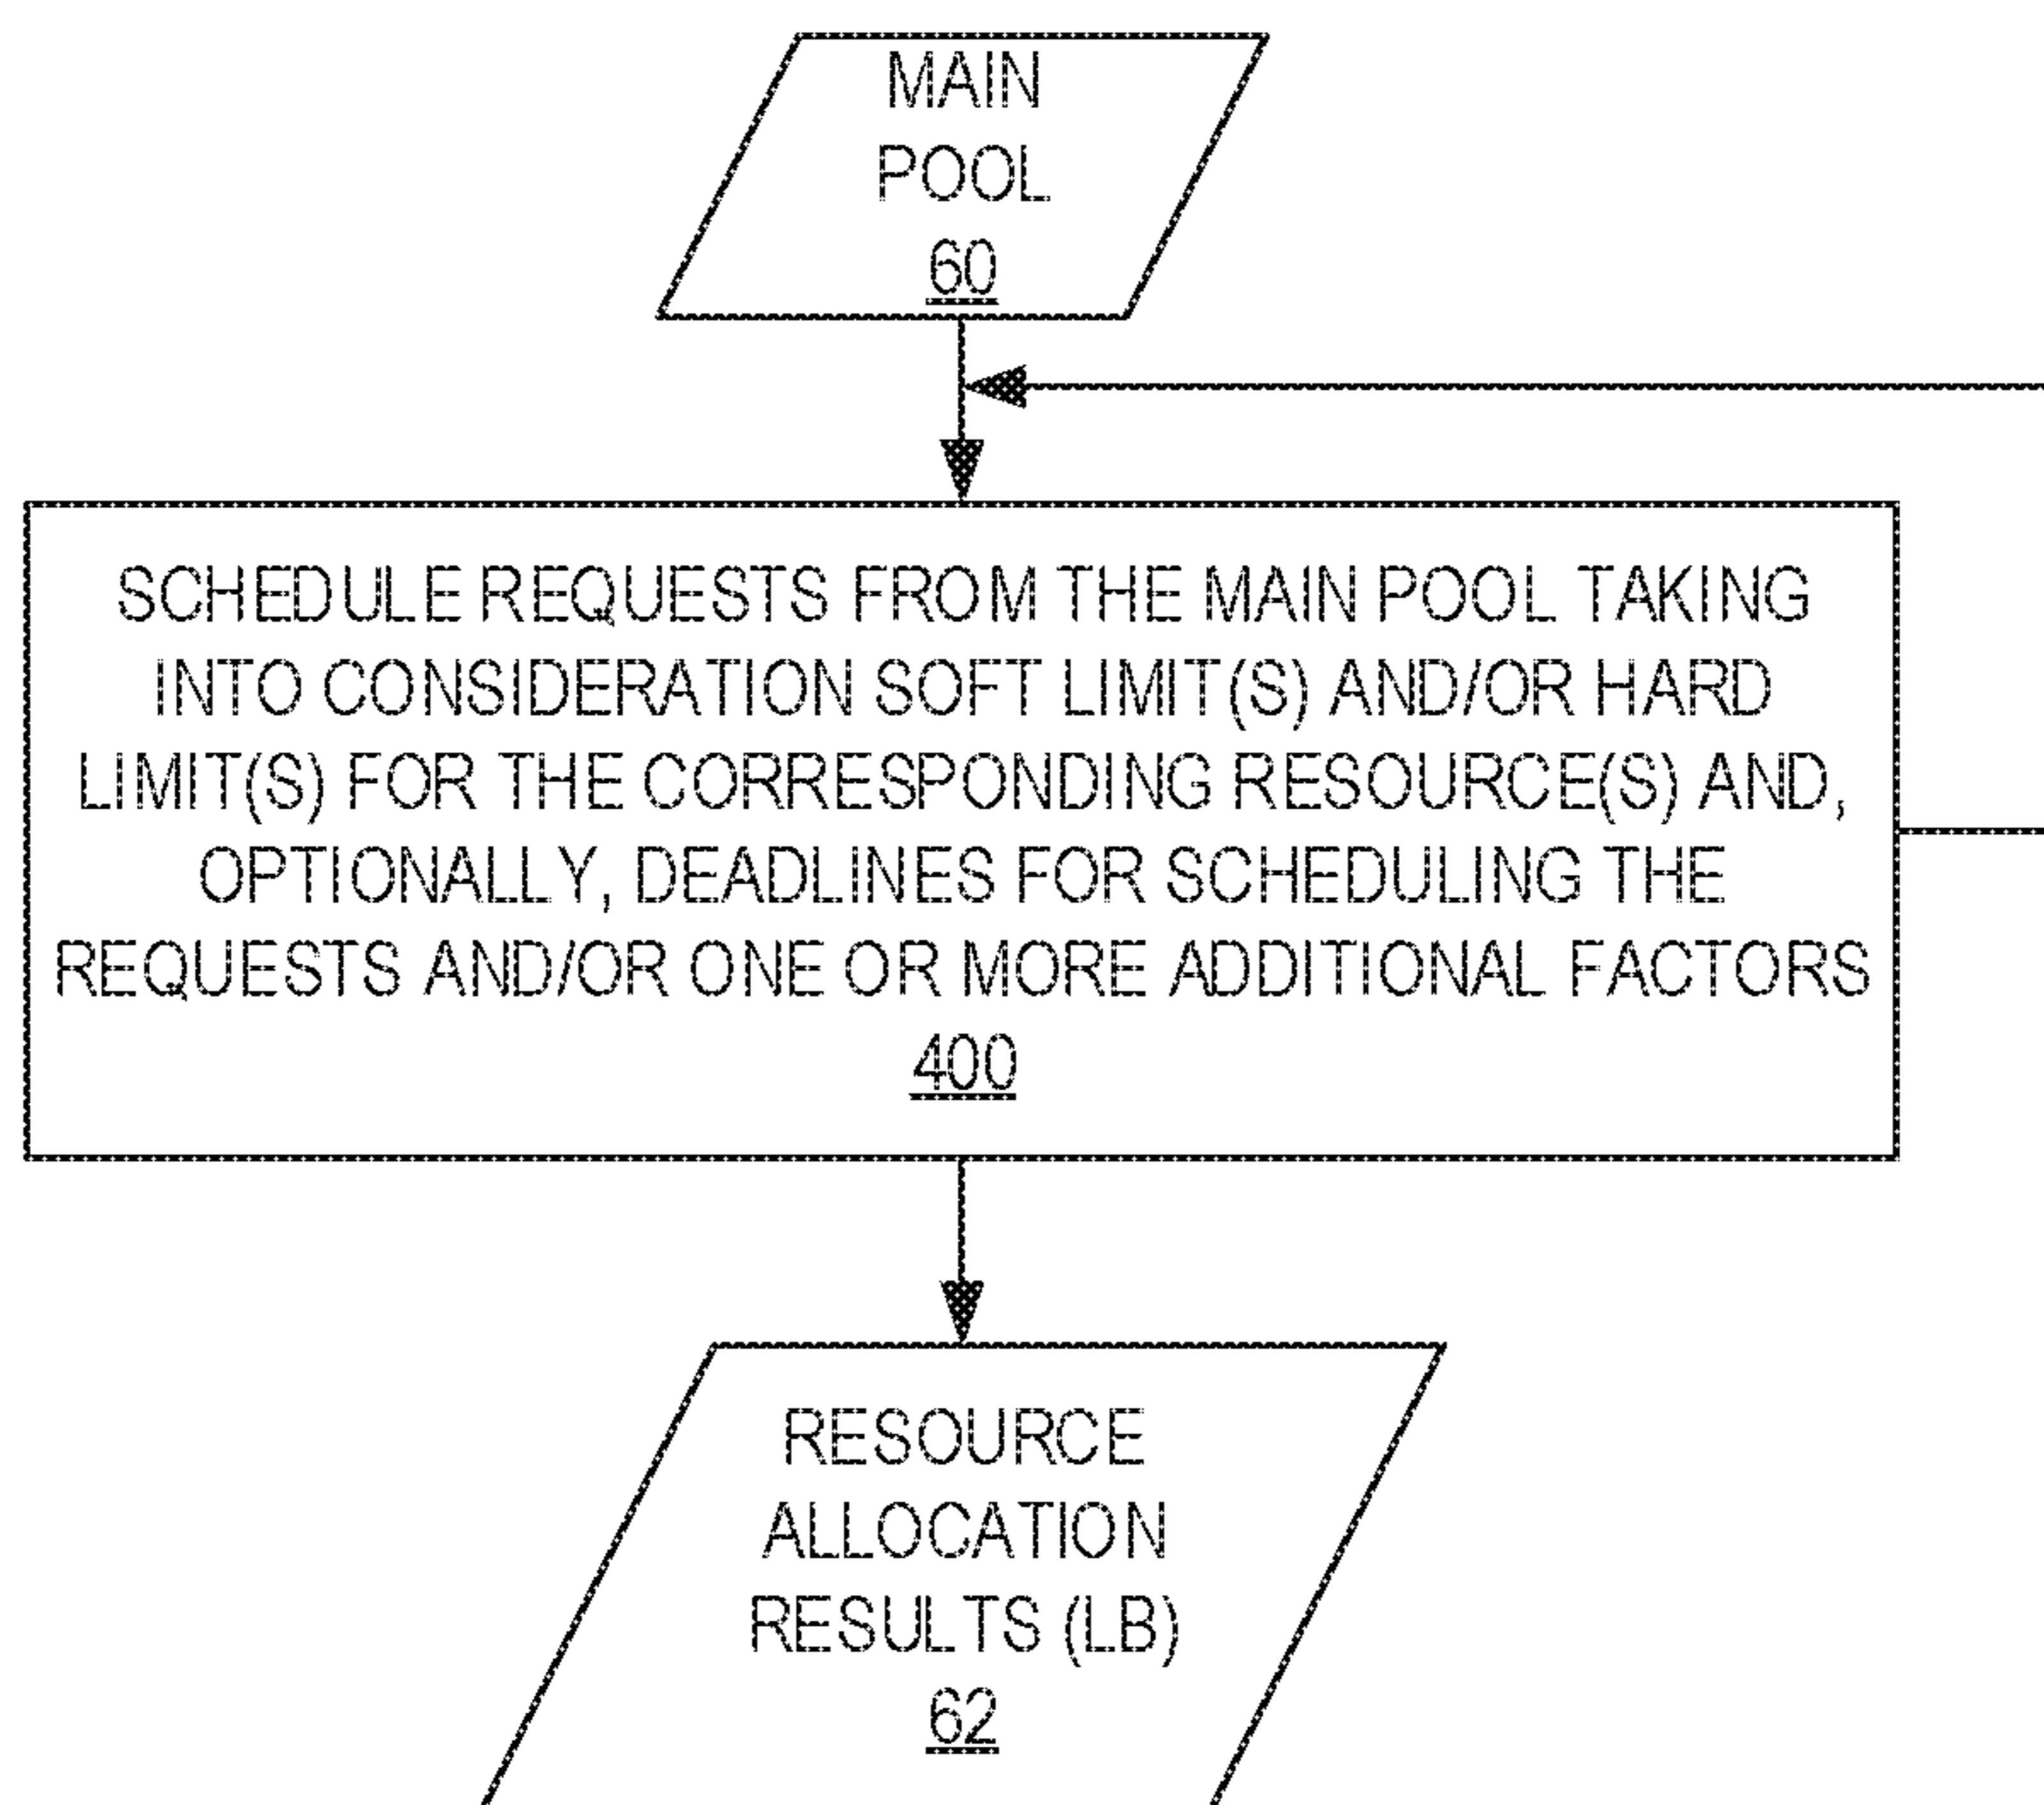 MAIN
POOL
60
SCHEDULE REQUESTS FROM THE MAIN POOL TAKING
INTO CONSIDERATION SOFT LIMIT(S) AND/OR HARD
LIMIT(S) FOR THE CORRESPONDING RESOURCE(S) AND,
OPTIONALLY, DEADLINES FOR SCHEDULING THE
REQUESTS AND/OR ONE OR MORE ADDITIONAL FACTORS
400
RESOURCE
ALLOCATION
RESULTS (LB)
62